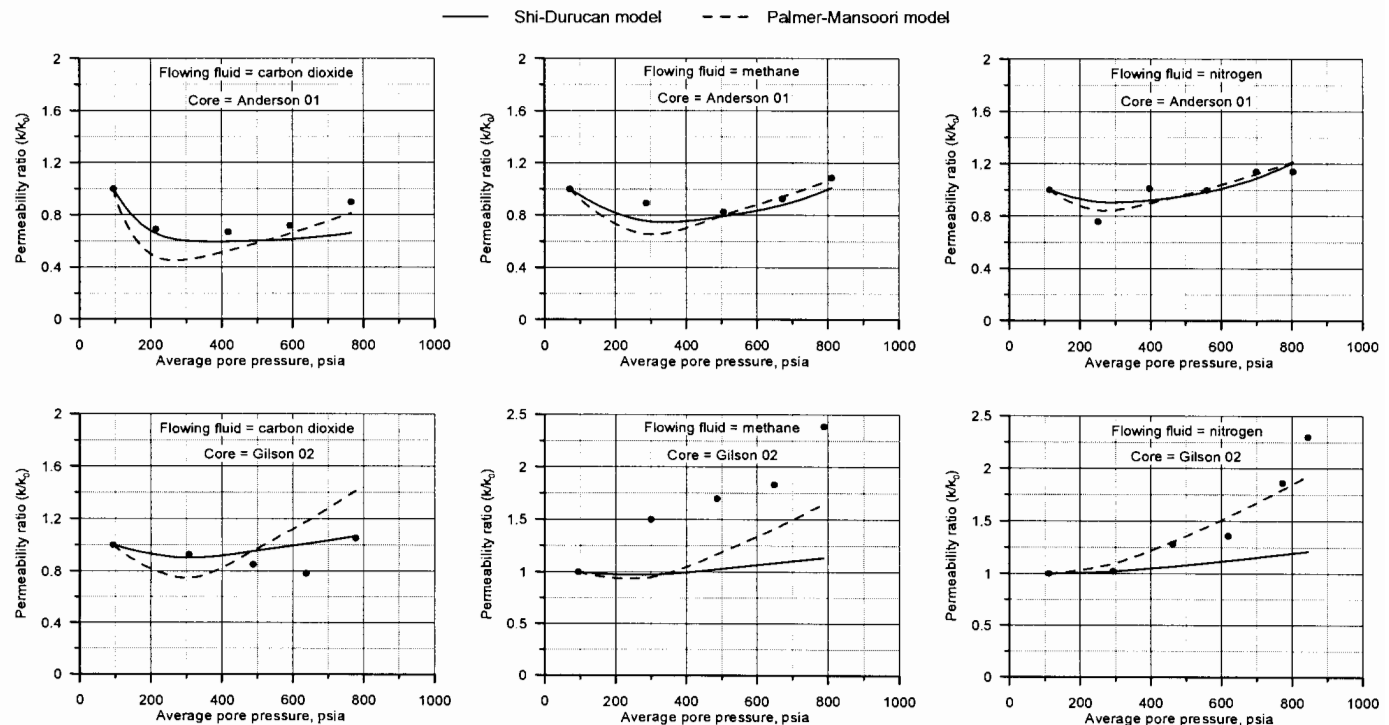 Shi-Durucan model
Palmer-Mansoori model
Flowing fluid = carbon dioxide
Core = Anderson 01
Permeability ratio (k/k₀)
2
1.6
1.2
0.8
0.4
0
0 200 400 600 800 1000
Average pore pressure, psia
Flowing fluid = methane
Core = Anderson 01
Permeability ratio (k/k₀)
2
1.6
1.2
0.8
0.4
0
0 200 400 600 800 1000
Average pore pressure, psia
Flowing fluid = nitrogen
Core = Anderson 01
Permeability ratio (k/k₀)
2
1.6
1.2
0.8
0.4
0
0 200 400 600 800 1000
Average pore pressure, psia
Flowing fluid = carbon dioxide
Core = Gilson 02
Permeability ratio (k/k₀)
2
1.6
1.2
0.8
0.4
0
0 200 400 600 800 1000
Average pore pressure, psia
Flowing fluid = methane
Core = Gilson 02
Permeability ratio (k/k₀)
2.5
2
1.5
1
0.5
0
0 200 400 600 800 1000
Average pore pressure, psia
Flowing fluid = nitrogen
Core = Gilson 02
Permeability ratio (k/k₀)
2.5
2
1.5
1
0.5
0
0 200 400 600 800 1000
Average pore pressure, psia